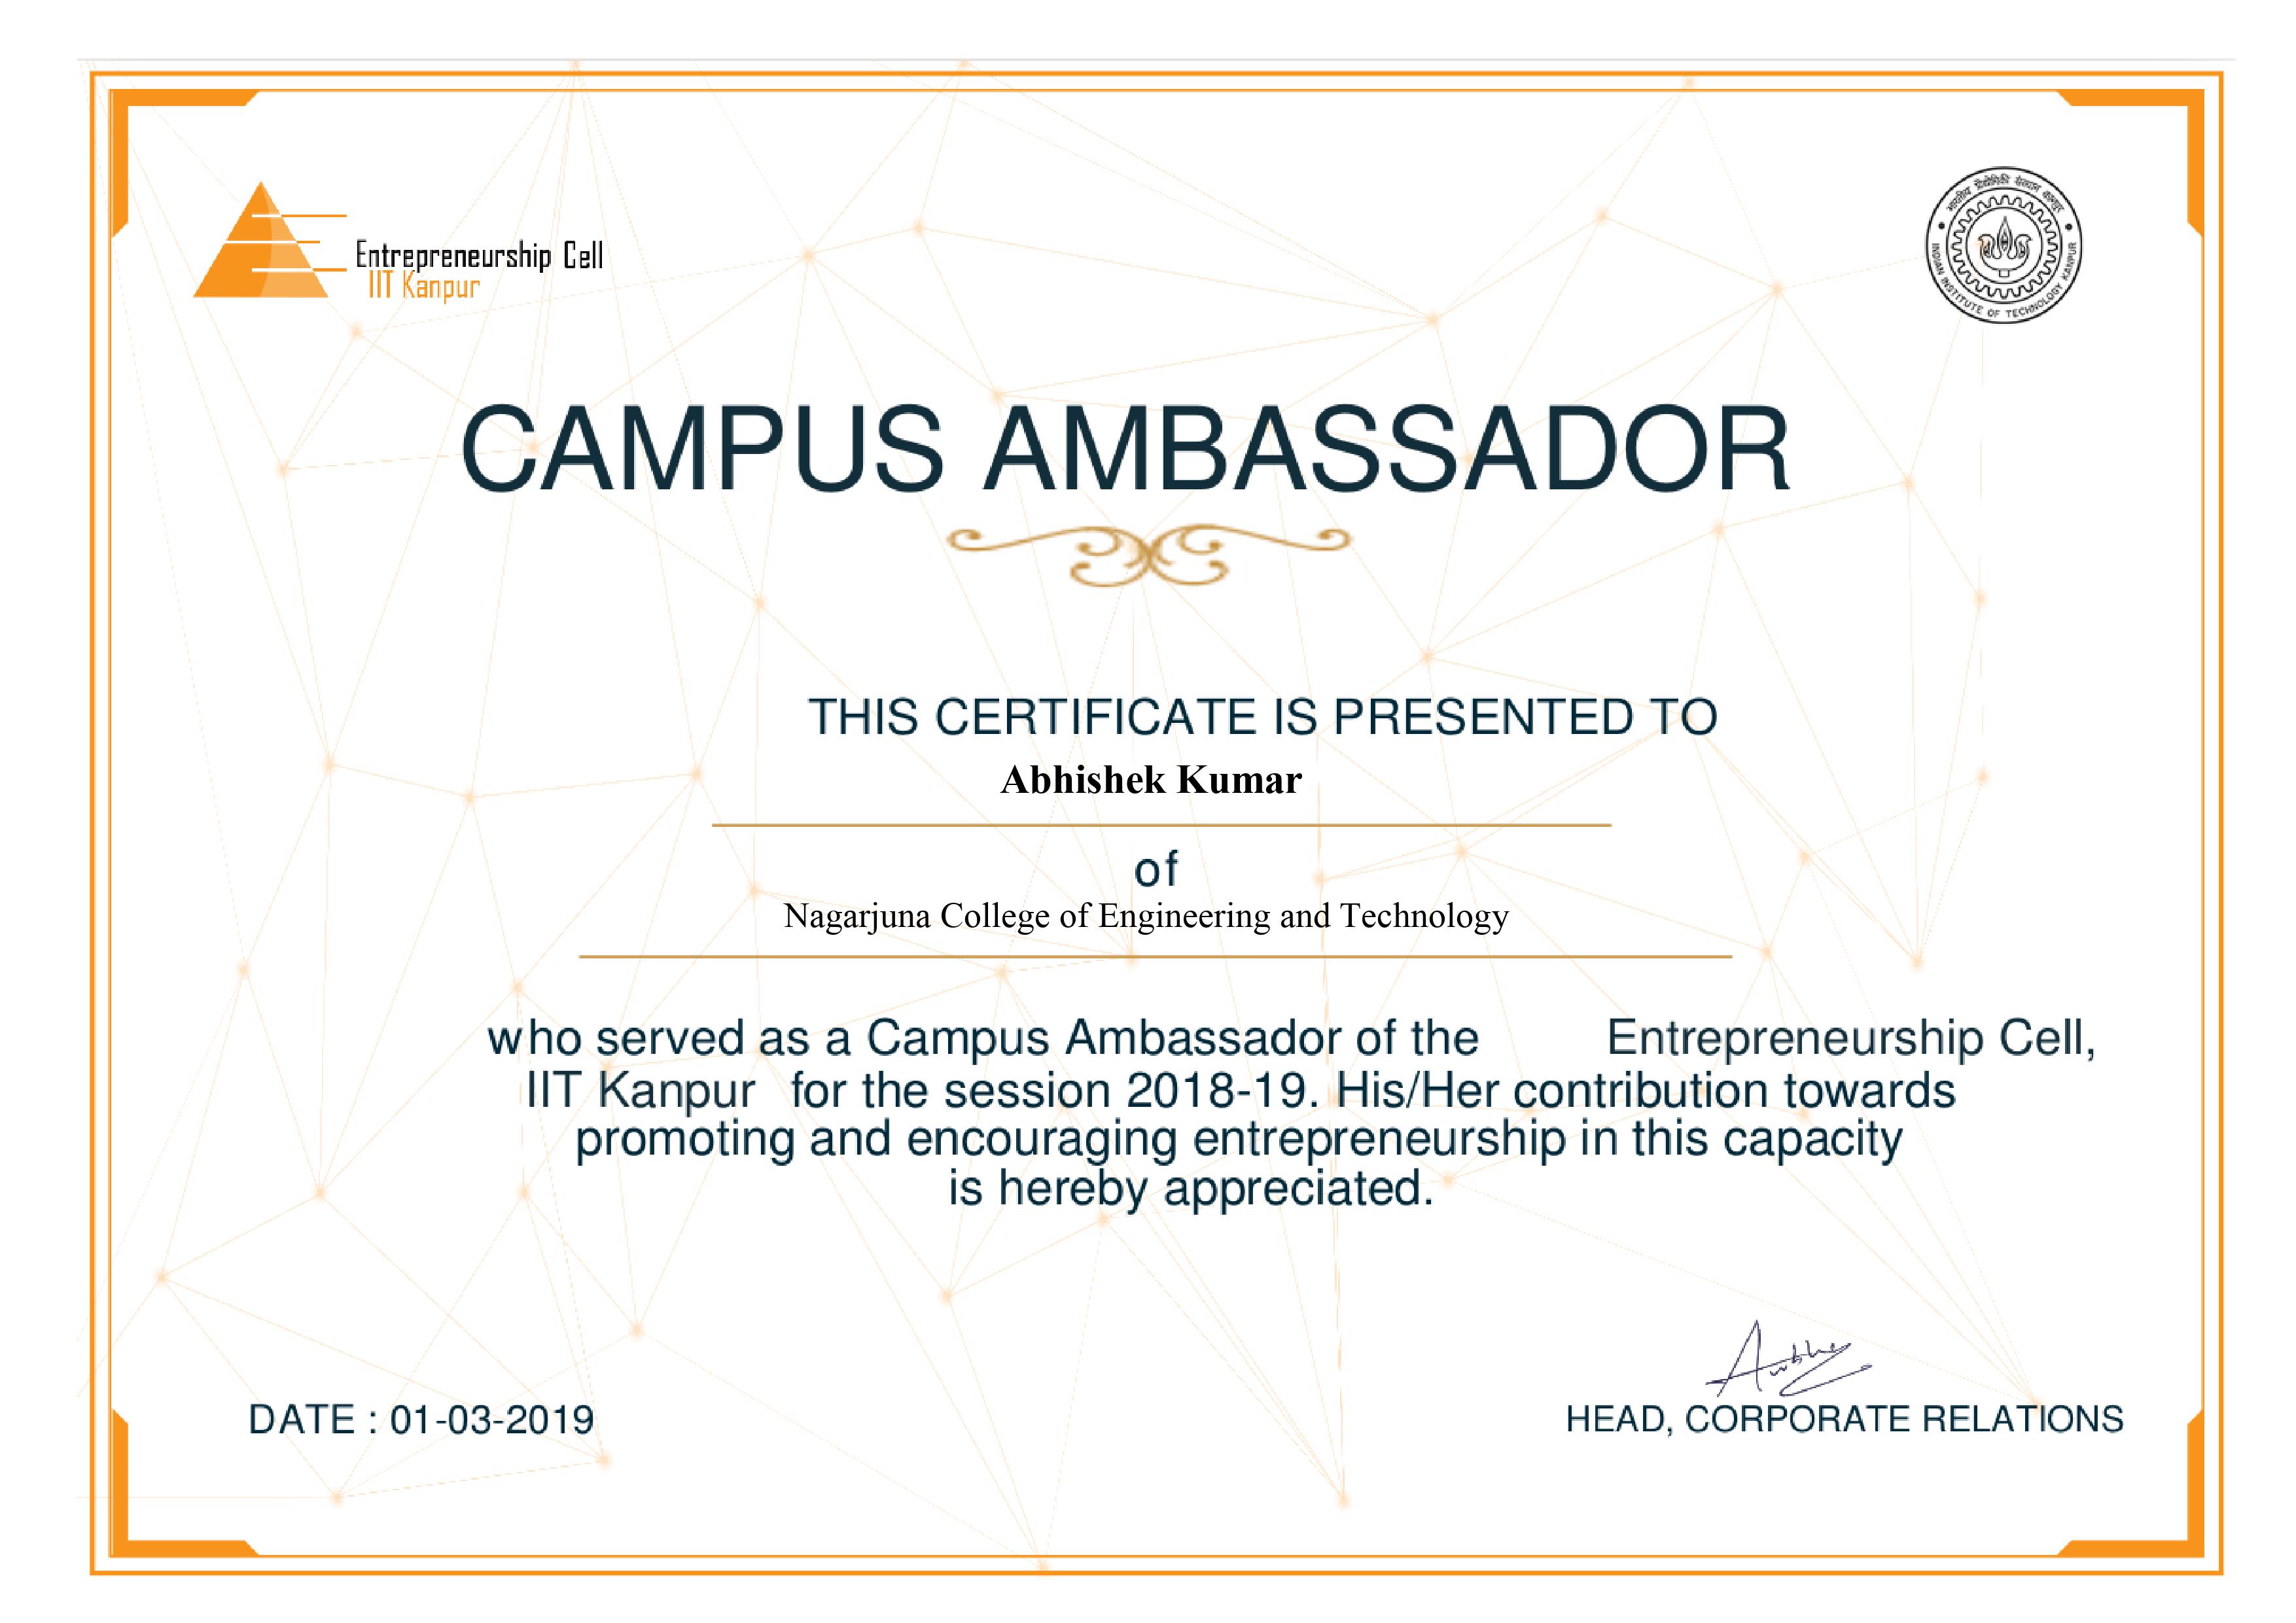 Entrepreneurship Cell
IIT Kanpur
भारतीय प्रौद्योगिकी संस्थान कानपुर
INDIAN INSTITUTE OF TECHNOLOGY KANPUR
CAMPUS AMBASSADOR
THIS CERTIFICATE IS PRESENTED TO
Abhishek Kumar
of
Nagarjuna College of Engineering and Technology
who served as a Campus Ambassador of the Entrepreneurship Cell,
IIT Kanpur for the session 2018-19. His/Her contribution towards
promoting and encouraging entrepreneurship in this capacity
is hereby appreciated.
DATE : 01-03-2019
HEAD, CORPORATE RELATIONS